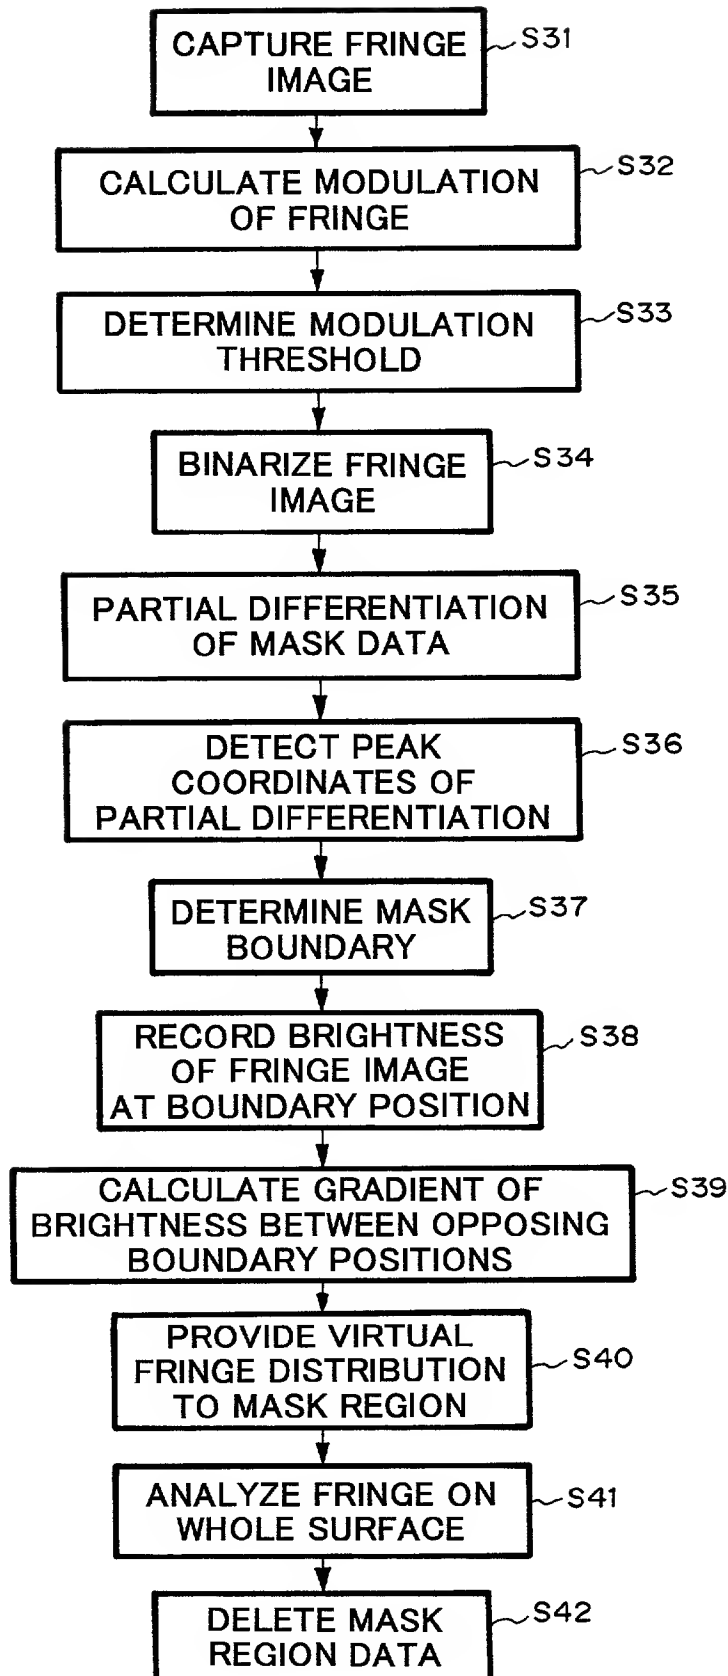 CAPTURE FRINGE
IMAGE
S31
CALCULATE MODULATION
OF FRINGE
S32
DETERMINE MODULATION
THRESHOLD
S33
BINARIZE FRINGE
IMAGE
S34
PARTIAL DIFFERENTIATION
OF MASK DATA
S35
DETECT PEAK
COORDINATES OF
PARTIAL DIFFERENTIATION
S36
DETERMINE MASK
BOUNDARY
S37
RECORD BRIGHTNESS
OF FRINGE IMAGE
AT BOUNDARY POSITION
S38
CALCULATE GRADIENT OF
BRIGHTNESS BETWEEN OPPOSING
BOUNDARY POSITIONS
S39
PROVIDE VIRTUAL
FRINGE DISTRIBUTION
TO MASK REGION
S40
ANALYZE FRINGE ON
WHOLE SURFACE
S41
DELETE MASK
REGION DATA
S42